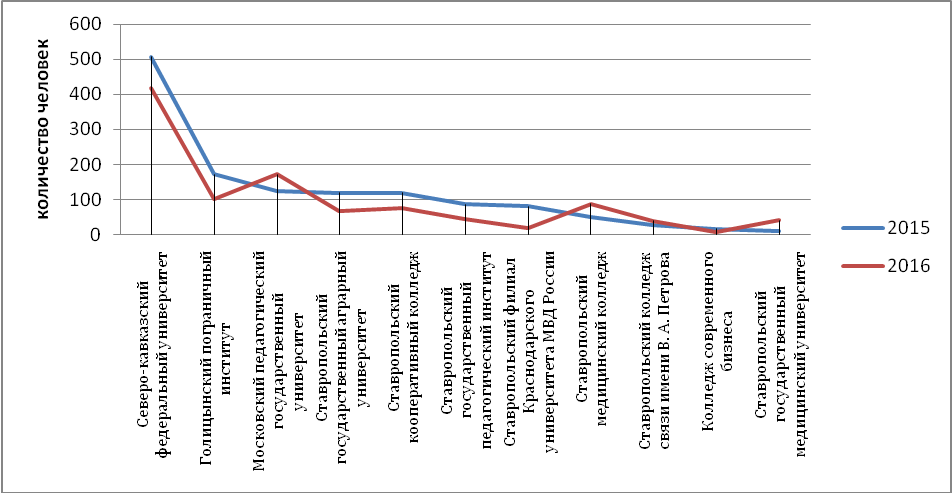 600
500
400
300
200
100
0
количество человек
Северо-кавказский
федеральный университет
Голицынский пограничный
институт
Московский педагогический
государственный
университет
Ставропольский
государственный аграрный
университет
Ставропольский
кооперативный колледж
Ставропольский
государственный
педагогический институт
Ставропольский филиал
Краснодарского
университета МВД России
Ставропольский
медицинский колледж
Ставропольский колледж
связи имени В. А. Петрова
Колледж современного
бизнеса
Ставропольский
государственный
медицинский университет
2015
2016